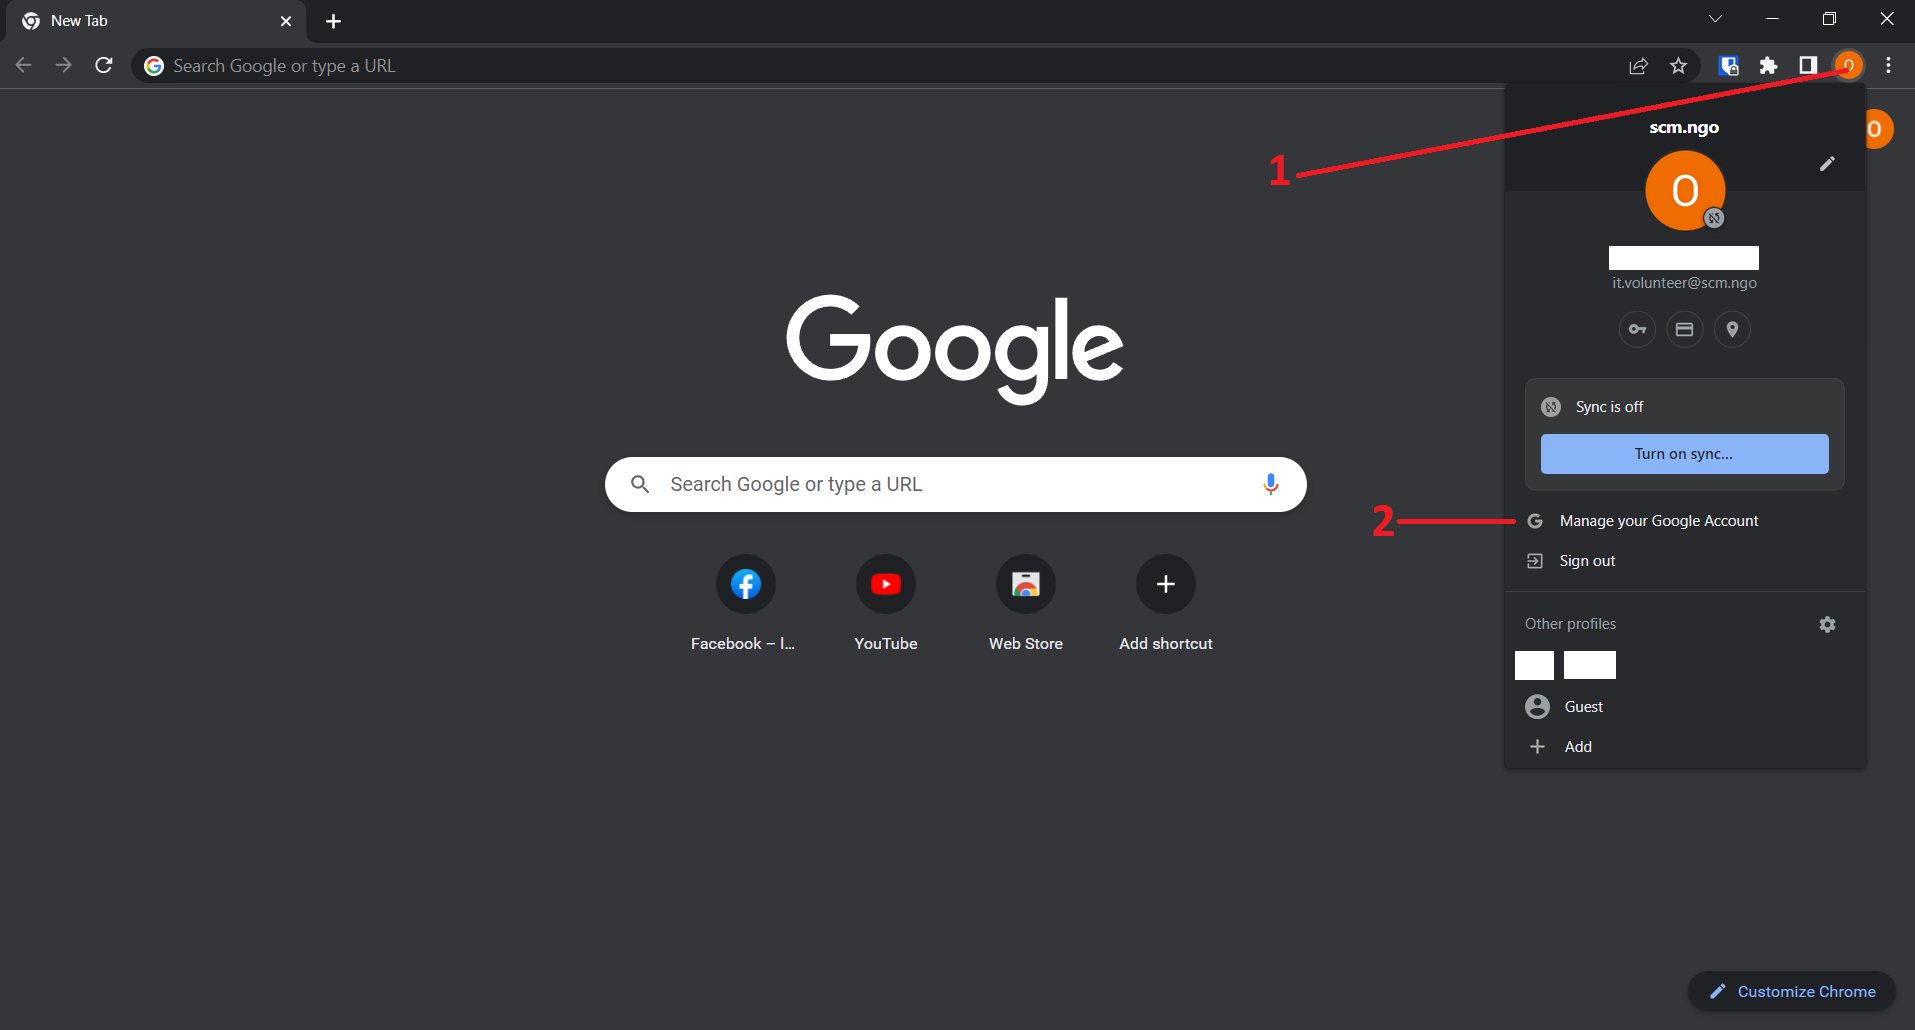 New Tab
Search Google or type a URL
O
scm.ngo
O
1
O
it.volunteer@scm.ngo
Google
Sync is off
Turn on sync...
Search Google or type a URL
2
Manage your Google Account
Sign out
Other profiles
Facebook – l...
YouTube
Web Store
Add shortcut
Guest
Add
Customize Chrome